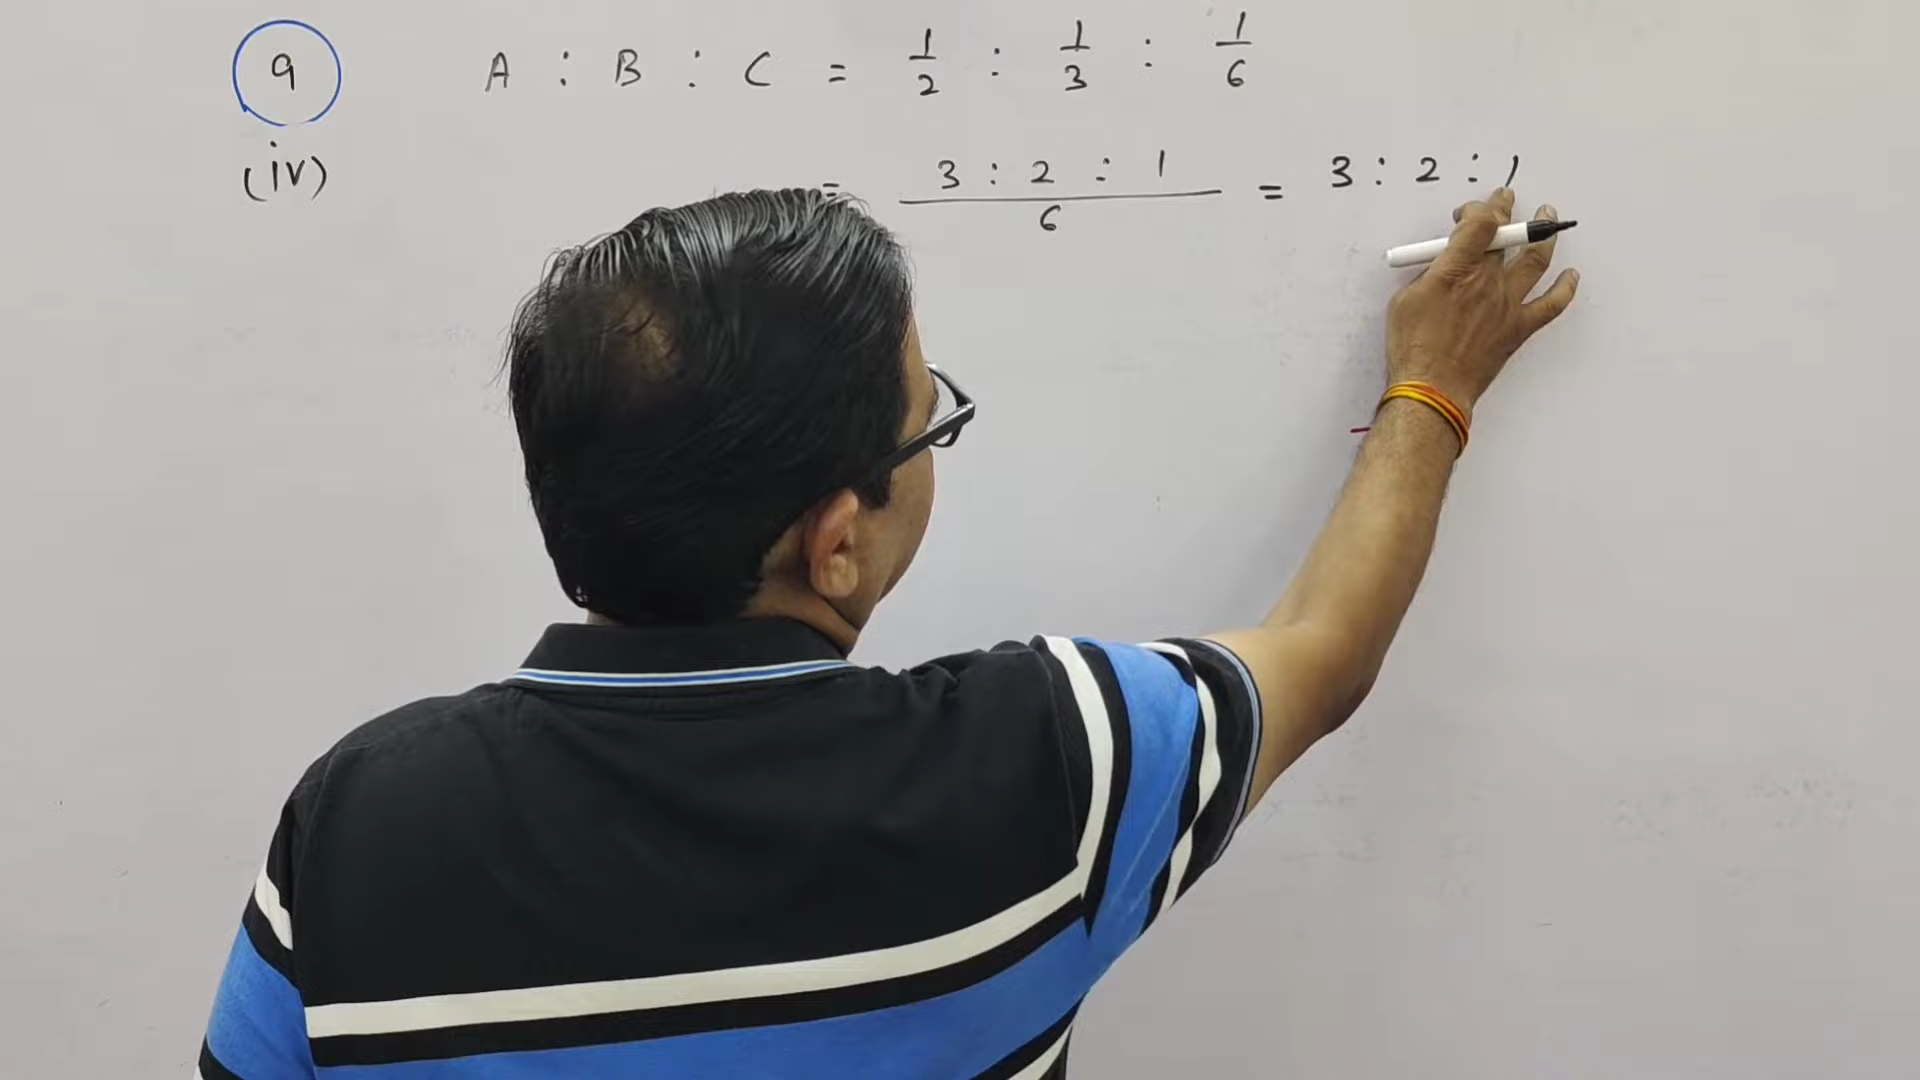 9 A : B : C = 1/2 : 1/3 : 1/6
(iv) = 3 : 2 : 1 / 6 = 3 : 2 : 1